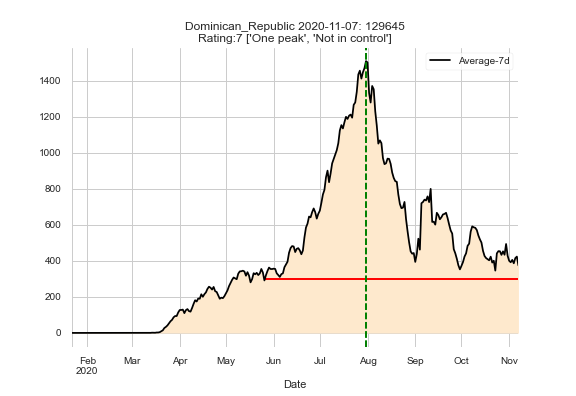 Dominican_Republic 2020-11-07: 129645
Rating:7 ['One peak', 'Not in control']
Average-7d
1400
1200
1000
800
600
400
200
0
Feb Mar Apr May Jun Jul Aug Sep Oct Nov
2020
Date